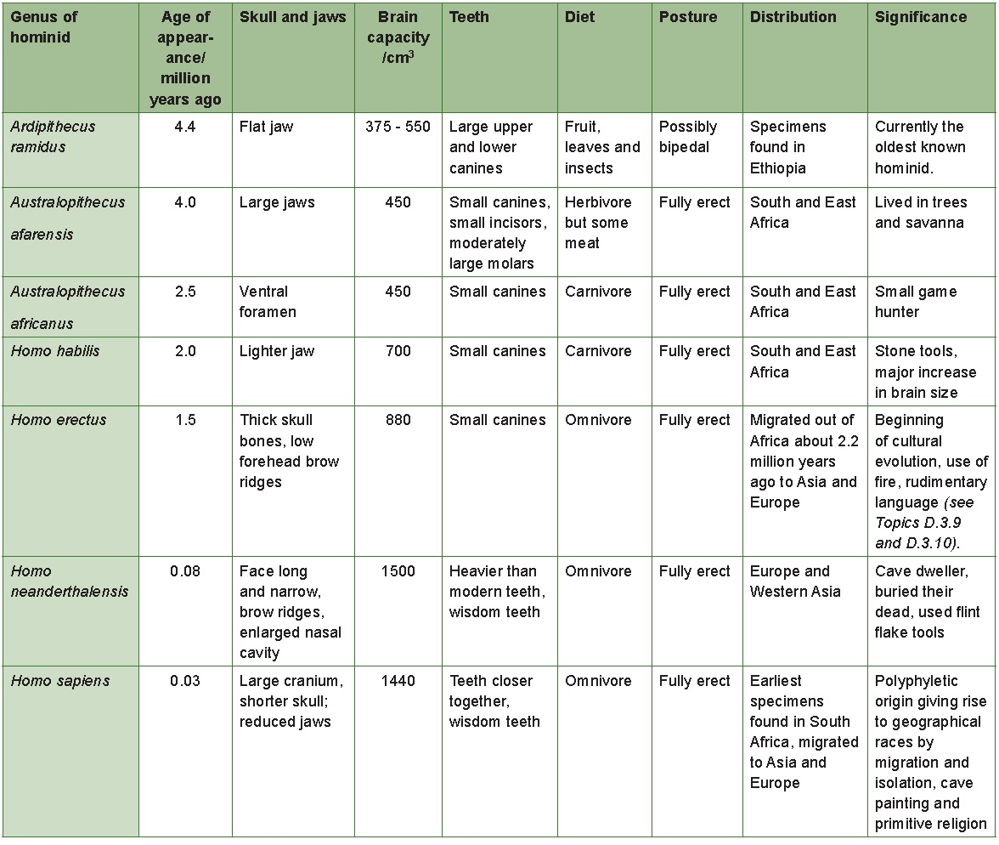 Genus of
hominid
Age of
appear-
ance/
million
years ago
Skull and jaws
Brain
capacity
/cm³
Teeth
Diet
Posture
Distribution
Significance
Ardipithecus
ramidus
4.4
Flat jaw
375 - 550
Large upper
and lower
canines
Fruit,
leaves and
insects
Possibly
bipedal
Specimens
found in
Ethiopia
Currently the
oldest known
hominid.
Australopithecus
afarensis
4.0
Large jaws
450
Small canines,
small incisors,
moderately
large molars
Herbivore
but some
meat
Fully erect
South and East
Africa
Lived in trees
and savanna
Australopithecus
africanus
2.5
Ventral
foramen
450
Small canines
Carnivore
Fully erect
South and East
Africa
Small game
hunter
Homo habilis
2.0
Lighter jaw
700
Small canines
Carnivore
Fully erect
South and East
Africa
Stone tools,
major increase
in brain size
Homo erectus
1.5
Thick skull
bones, low
forehead brow
ridges
880
Small canines
Omnivore
Fully erect
Migrated out of
Africa about 2.2
million years
ago to Asia and
Europe
Beginning
of cultural
evolution, use of
fire, rudimentary
language (see
Topics D.3.9
and D.3.10).
Homo
neanderthalensis
0.08
Face long
and narrow,
brow ridges,
enlarged nasal
cavity
1500
Heavier than
modern teeth,
wisdom teeth
Omnivore
Fully erect
Europe and
Western Asia
Cave dweller,
buried their
dead, used flint
flake tools
Homo sapiens
0.03
Large cranium,
shorter skull;
reduced jaws
1440
Teeth closer
together,
wisdom teeth
Omnivore
Fully erect
Earliest
specimens
found in South
Africa, migrated
to Asia and
Europe
Polyphyletic
origin giving rise
to geographical
races by
migration and
isolation, cave
painting and
primitive religion